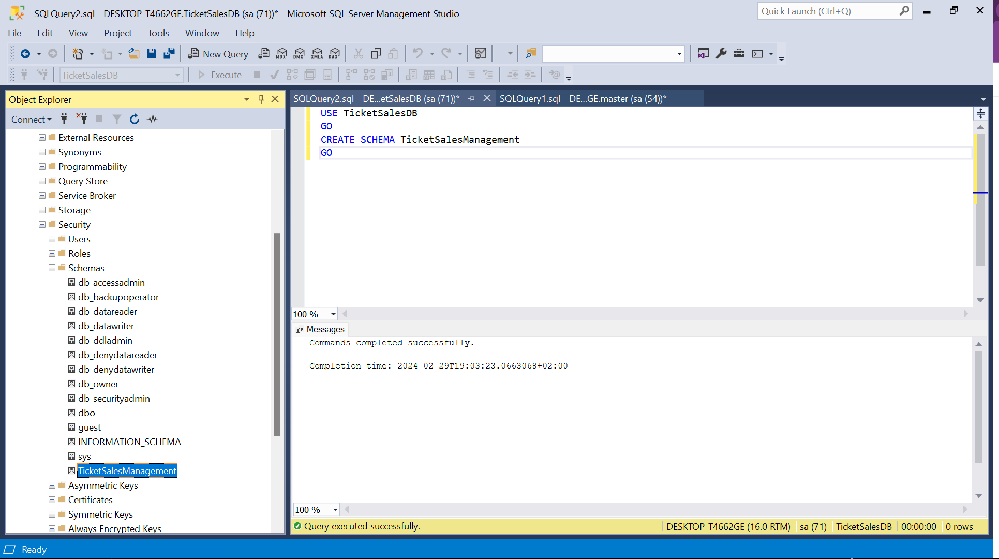 SQLQuery2.sql - DESKTOP-T4662GE.TicketSalesDB (sa (71))* - Microsoft SQL Server Management Studio
Quick Launch (Ctrl+Q)
File Edit View Project Tools Window Help
New Query MDX DMX XMLA DAX
TicketSalesDB Execute
Object Explorer
Connect
External Resources
Synonyms
Programmability
Query Store
Service Broker
Storage
Security
Users
Roles
Schemas
db_accessadmin
db_backupoperator
db_datareader
db_datawriter
db_ddladmin
db_denydatareader
db_denydatawriter
db_owner
db_securityadmin
dbo
guest
INFORMATION_SCHEMA
sys
TicketSalesManagement
Asymmetric Keys
Certificates
Symmetric Keys
Always Encrypted Keys
SQLQuery2.sql - DE...etSalesDB (sa (71))*
SQLQuery1.sql - DE...GE.master (sa (54))*
USE TicketSalesDB
GO
CREATE SCHEMA TicketSalesManagement
GO
100 %
Messages
Commands completed successfully.
Completion time: 2024-02-29T19:03:23.0663068+02:00
100 %
Query executed successfully.
DESKTOP-T4662GE (16.0 RTM)
sa (71)
TicketSalesDB
00:00:00
0 rows
Ready